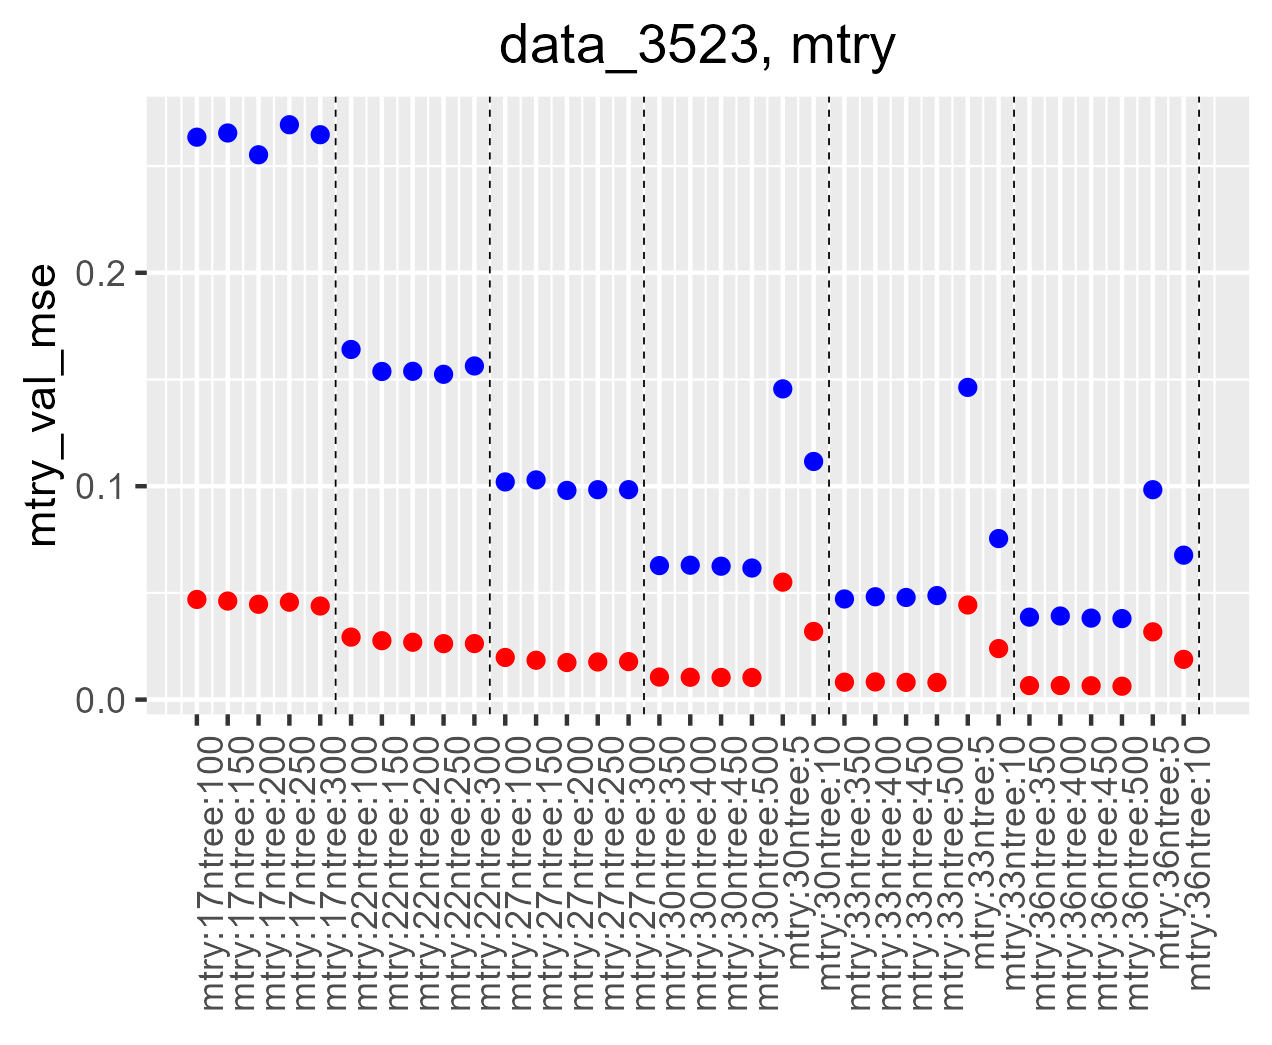 data_3523, mtry
mtry_val_mse
0.2
0.1
0.0
mtry:17ntree:100
mtry:17ntree:150
mtry:17ntree:200
mtry:17ntree:250
mtry:17ntree:300
mtry:22ntree:100
mtry:22ntree:150
mtry:22ntree:200
mtry:22ntree:250
mtry:22ntree:300
mtry:27ntree:100
mtry:27ntree:150
mtry:27ntree:200
mtry:27ntree:250
mtry:27ntree:300
mtry:30ntree:350
mtry:30ntree:400
mtry:30ntree:450
mtry:30ntree:500
mtry:30ntree:5
mtry:30ntree:10
mtry:33ntree:350
mtry:33ntree:400
mtry:33ntree:450
mtry:33ntree:500
mtry:33ntree:5
mtry:33ntree:10
mtry:36ntree:350
mtry:36ntree:400
mtry:36ntree:450
mtry:36ntree:500
mtry:36ntree:5
mtry:36ntree:10